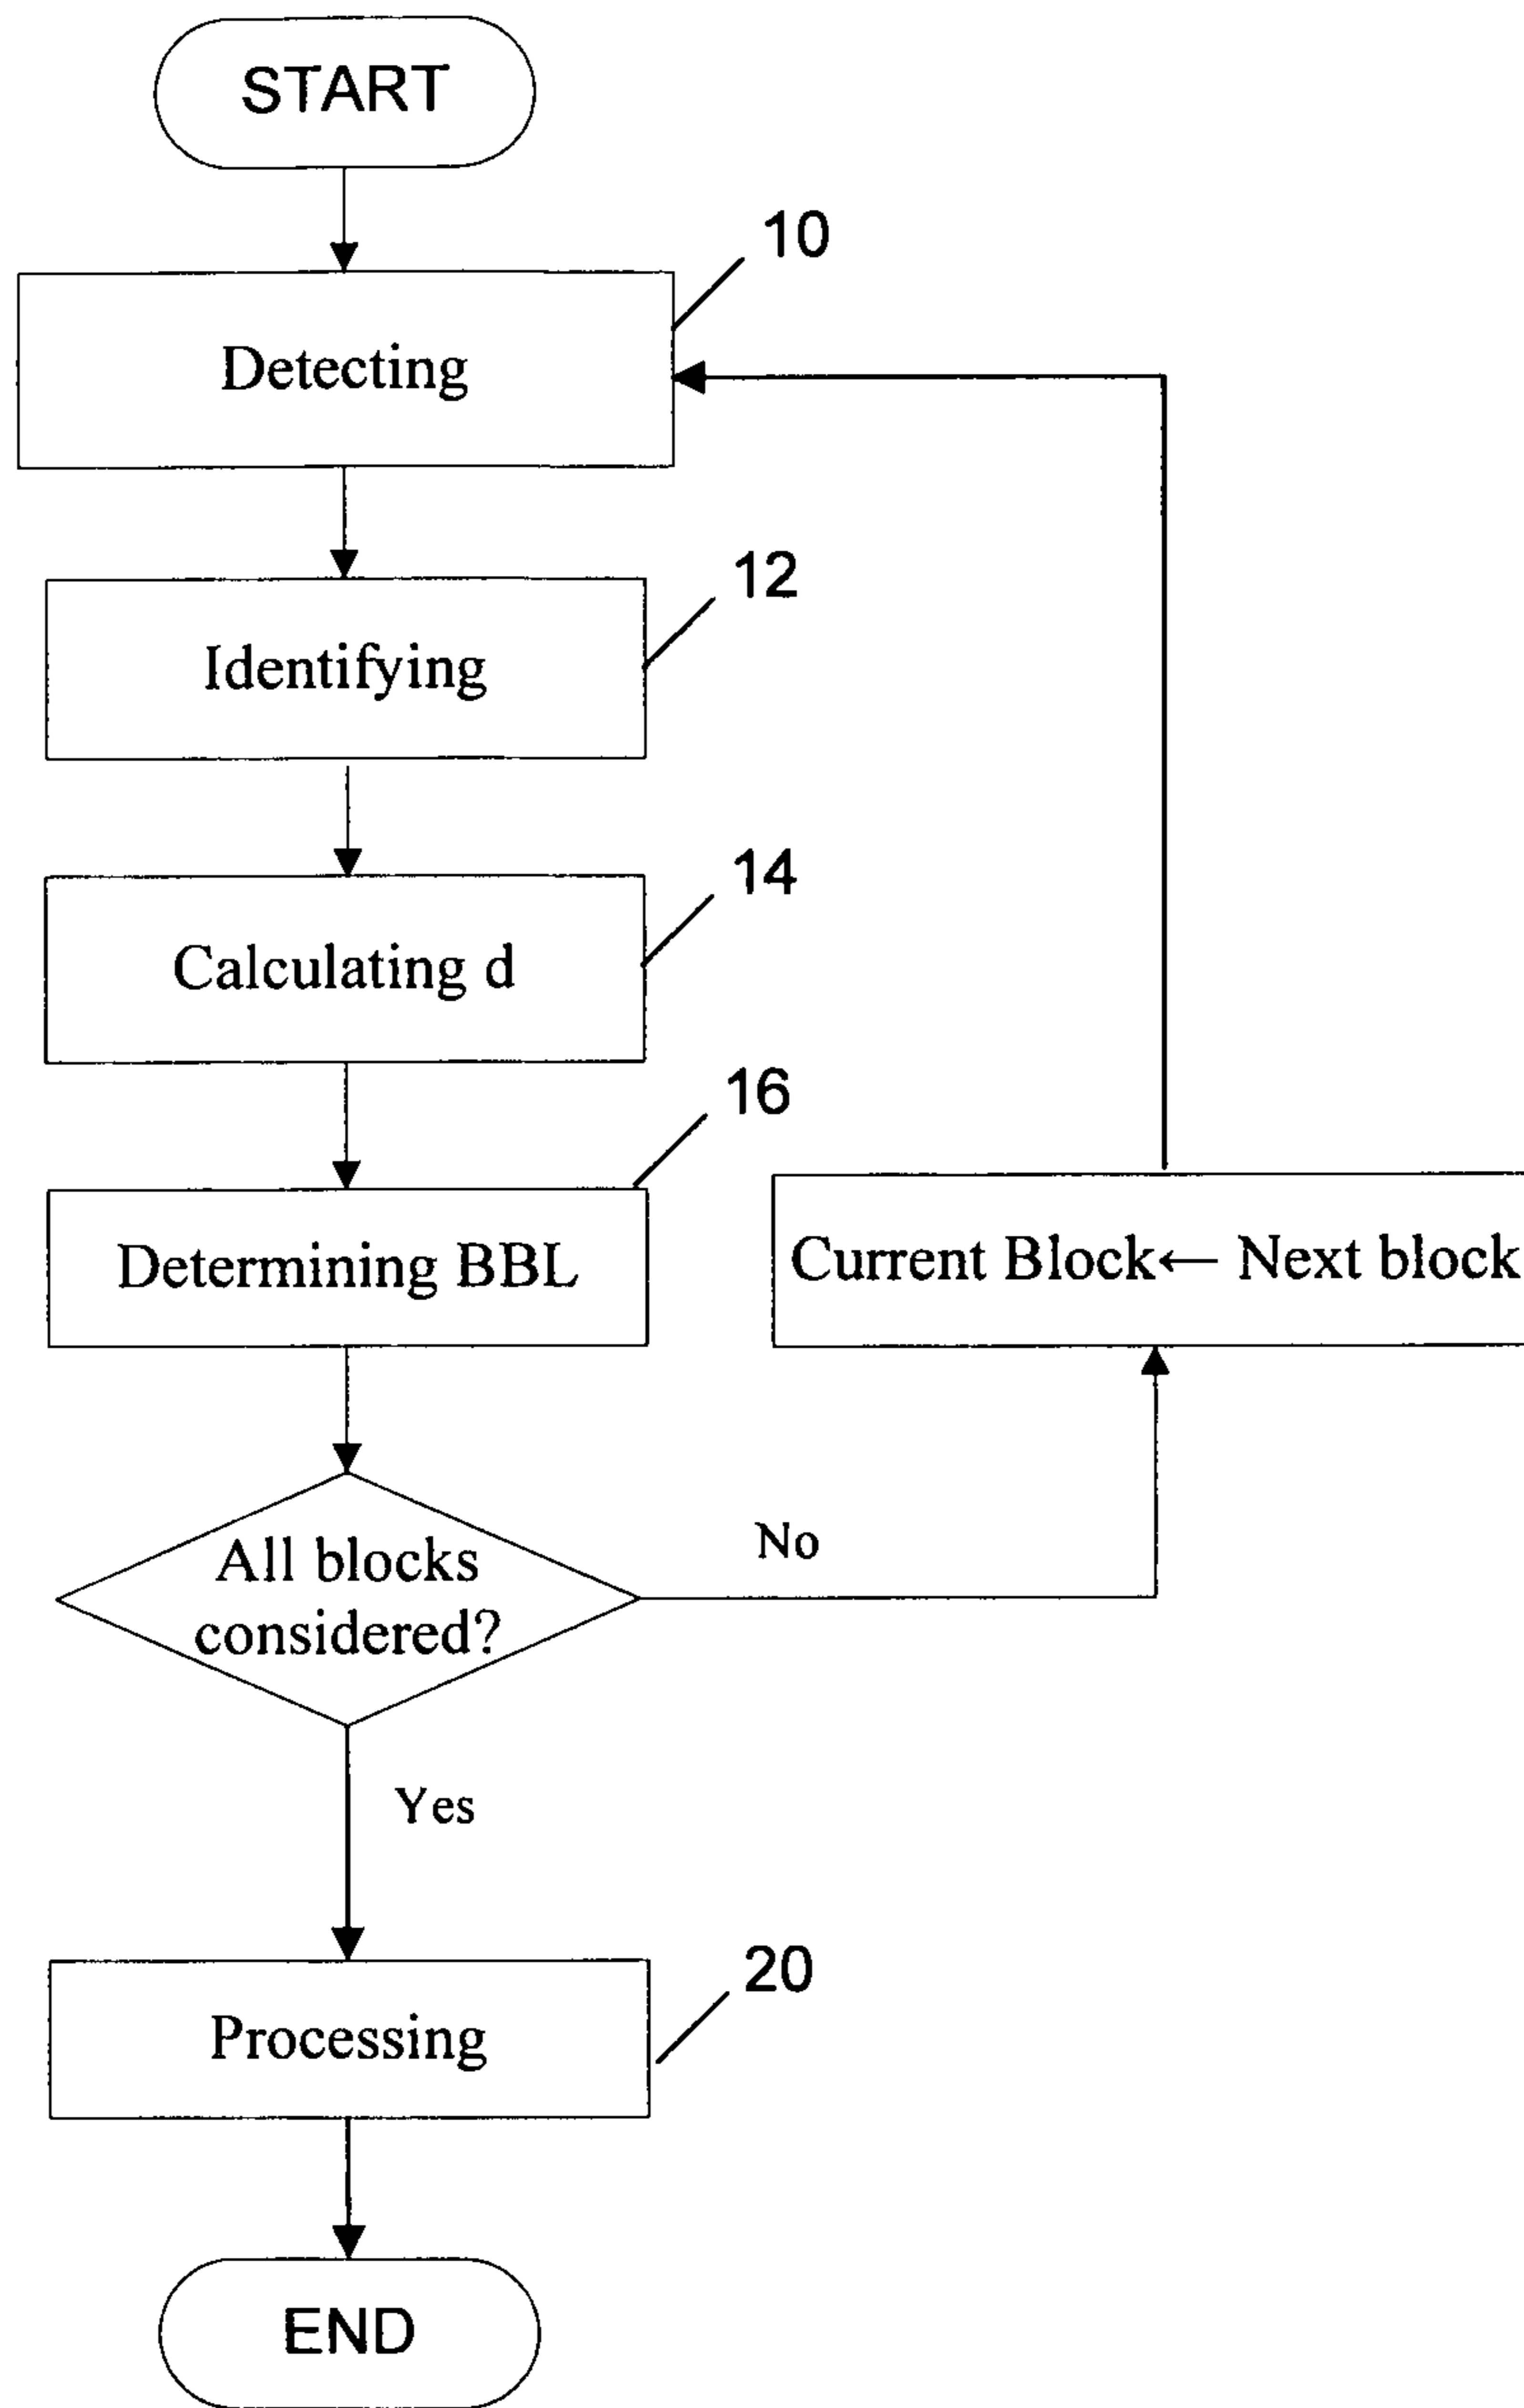 START
10
Detecting
12
Identifying
14
Calculating d
16
Determining BBL
Current Block← Next block
All blocks
considered?
No
Yes
20
Processing
END